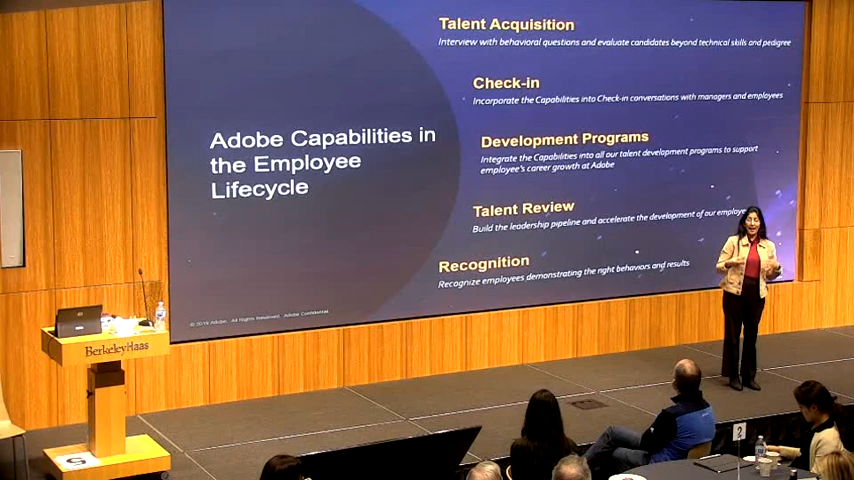 Talent Acquisition
Interview with behavioral questions and evaluate candidates beyond technical skills and pedigree
Check-in
Incorporate the Capabilities into Check-in conversations with managers and employees
Adobe Capabilities in
the Employee
Lifecycle
Development Programs
Integrate the Capabilities into all our talent development programs to support
employee's career growth at Adobe
Talent Review
Build the leadership pipeline and accelerate the development of our
Recognition
Recognize employees demonstrating the right behaviors and results
© 2019 Adobe. All Rights Reserved. Adobe Confidential.
BerkeleyHaas
2